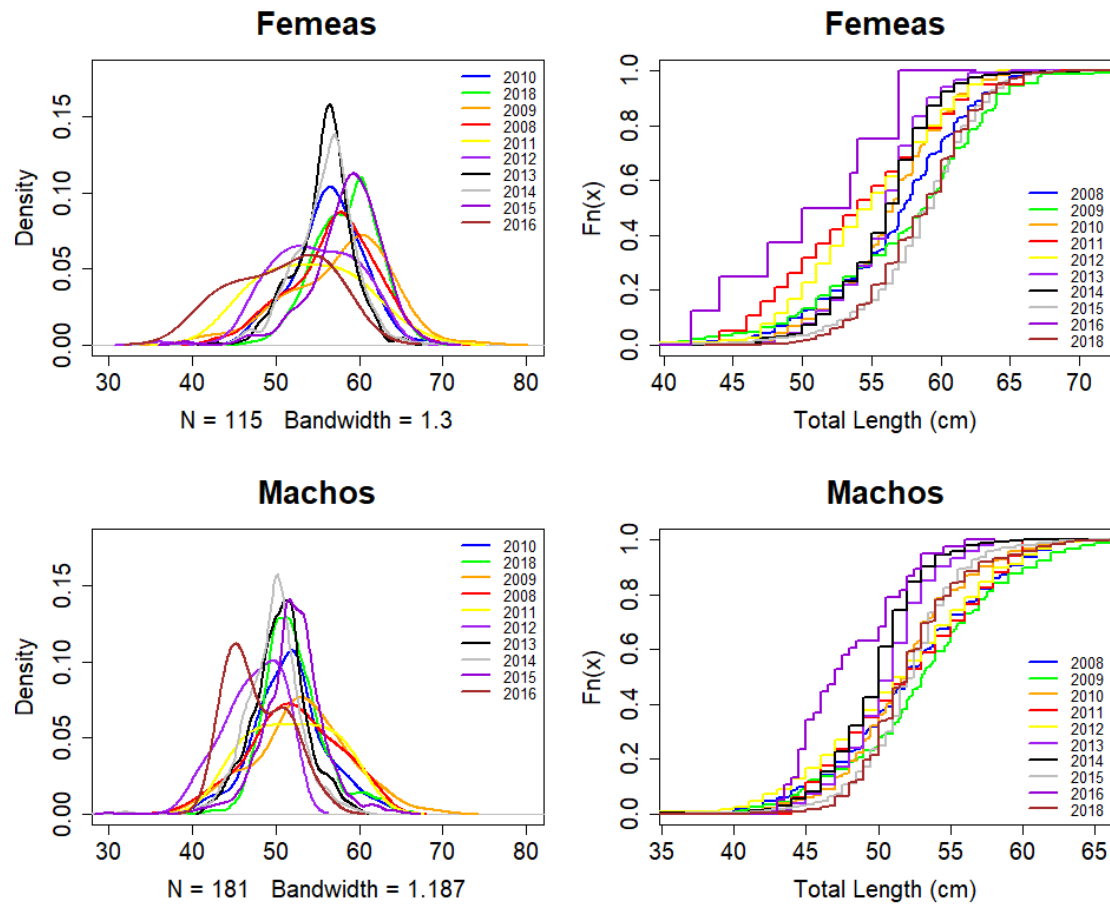 Femeas
Density
0.00 0.05 0.10 0.15
30 40 50 60 70 80
N = 115 Bandwidth = 1.3
2010
2018
2009
2008
2011
2012
2013
2014
2015
2016
Femeas
Fn(x)
0.0 0.2 0.4 0.6 0.8 1.0
40 45 50 55 60 65 70
Total Length (cm)
2008
2009
2010
2011
2012
2013
2014
2015
2016
2018
Machos
Density
0.00 0.05 0.10 0.15
30 40 50 60 70 80
N = 181 Bandwidth = 1.187
2010
2018
2009
2008
2011
2012
2013
2014
2015
2016
Machos
Fn(x)
0.0 0.2 0.4 0.6 0.8 1.0
35 40 45 50 55 60 65
Total Length (cm)
2008
2009
2010
2011
2012
2013
2014
2015
2016
2018